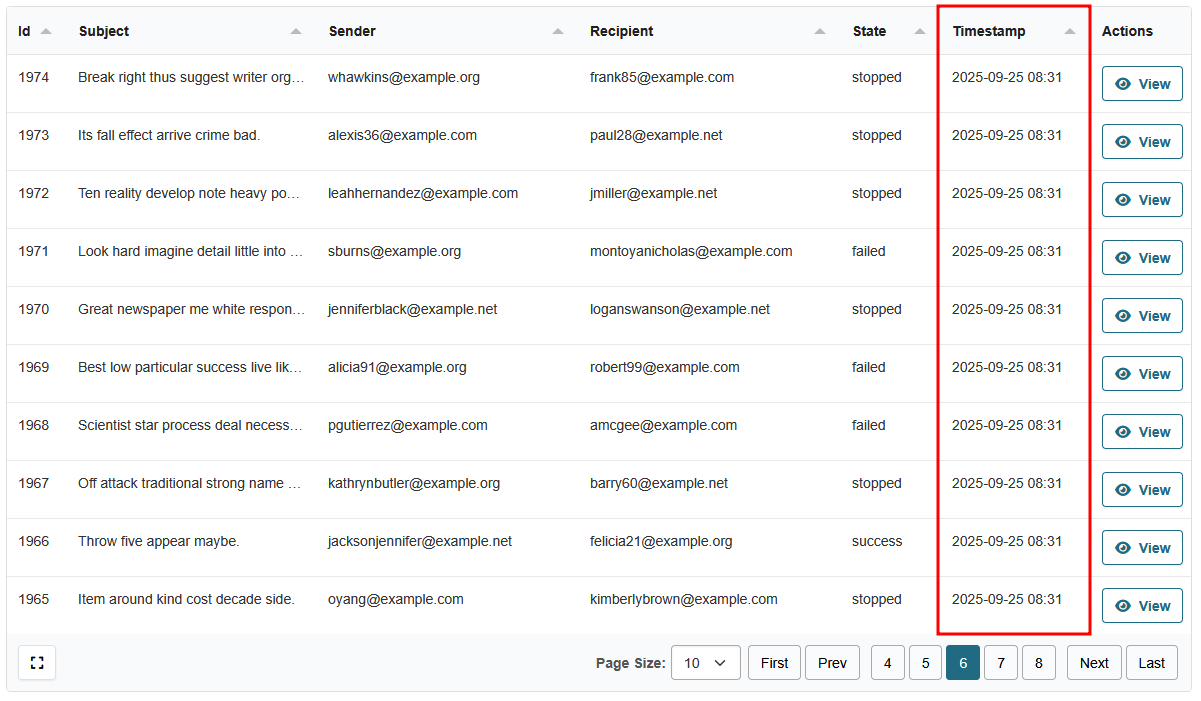 Id Subject Sender Recipient State Timestamp Actions
1974 Break right thus suggest writer org... whawkins@example.org frank85@example.com stopped 2025-09-25 08:31 View
1973 Its fall effect arrive crime bad. alexis36@example.com paul28@example.net stopped 2025-09-25 08:31 View
1972 Ten reality develop note heavy po... leahhernandez@example.com jmiller@example.net stopped 2025-09-25 08:31 View
1971 Look hard imagine detail little into ... sburns@example.org montoyanicholas@example.com failed 2025-09-25 08:31 View
1970 Great newspaper me white respon... jenniferblack@example.net loganswanson@example.net stopped 2025-09-25 08:31 View
1969 Best low particular success live lik... alicia91@example.org robert99@example.com failed 2025-09-25 08:31 View
1968 Scientist star process deal necess... pgutierrez@example.com amcgee@example.com failed 2025-09-25 08:31 View
1967 Off attack traditional strong name ... kathrynbutler@example.org barry60@example.net stopped 2025-09-25 08:31 View
1966 Throw five appear maybe. jacksonjennifer@example.net felicia21@example.org success 2025-09-25 08:31 View
1965 Item around kind cost decade side. oyang@example.com kimberlybrown@example.com stopped 2025-09-25 08:31 View
Page Size: 10 First Prev 4 5 6 7 8 Next Last